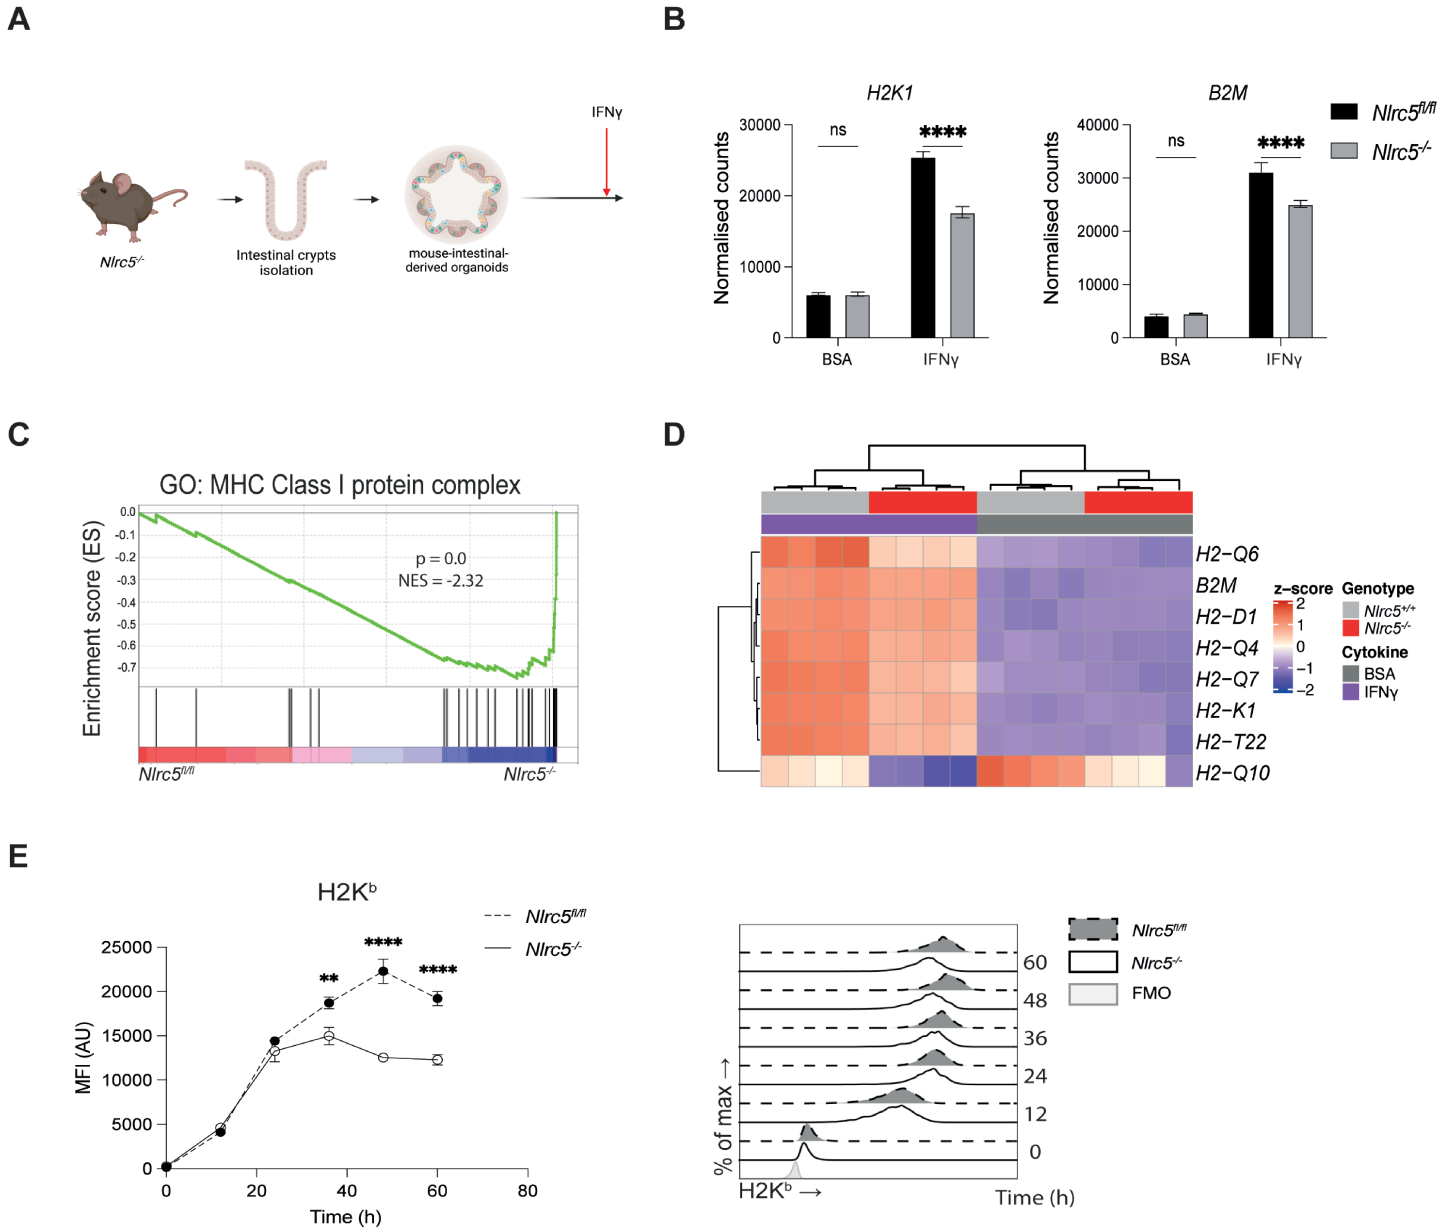 A
IFNγ
Nlrc5-/-
Intestinal crypts
isolation
mouse-intestinal-
derived organoids
B
H2K1
Normalised counts
30000
20000
10000
0
ns
****
BSA
IFNγ
B2M
Normalised counts
40000
30000
20000
10000
0
ns
****
BSA
IFNγ
Nlrc5fl/fl
Nlrc5-/-
C
GO: MHC Class I protein complex
Enrichment score (ES)
0.0
-0.1
-0.2
-0.3
-0.4
-0.5
-0.6
-0.7
p = 0.0
NES = -2.32
Nlrc5fl/fl
Nlrc5-/-
D
H2-Q6
B2M
H2-D1
H2-Q4
H2-Q7
H2-K1
H2-T22
H2-Q10
z-score
2
1
0
-1
-2
Genotype
Nlrc5+/+
Nlrc5-/-
Cytokine
BSA
IFNγ
E
H2Kb
Nlrc5fl/fl
Nlrc5-/-
MFI (AU)
25000
20000
15000
10000
5000
0
**
****
****
0
20
40
60
80
Time (h)
% of max →
60
48
36
24
12
0
H2Kb →
Time (h)
Nlrc5fl/fl
Nlrc5-/-
FMO